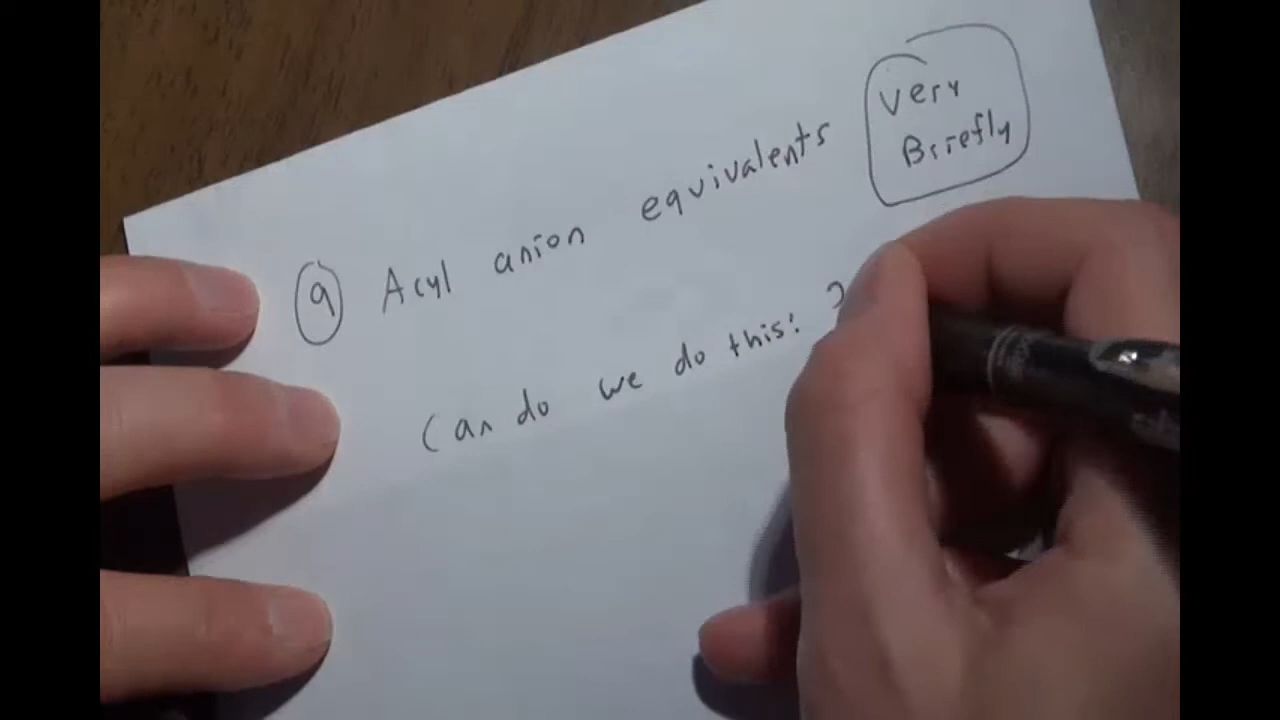 9 Acyl anion equivalents
Very
Briefly
Can do we do this: ?